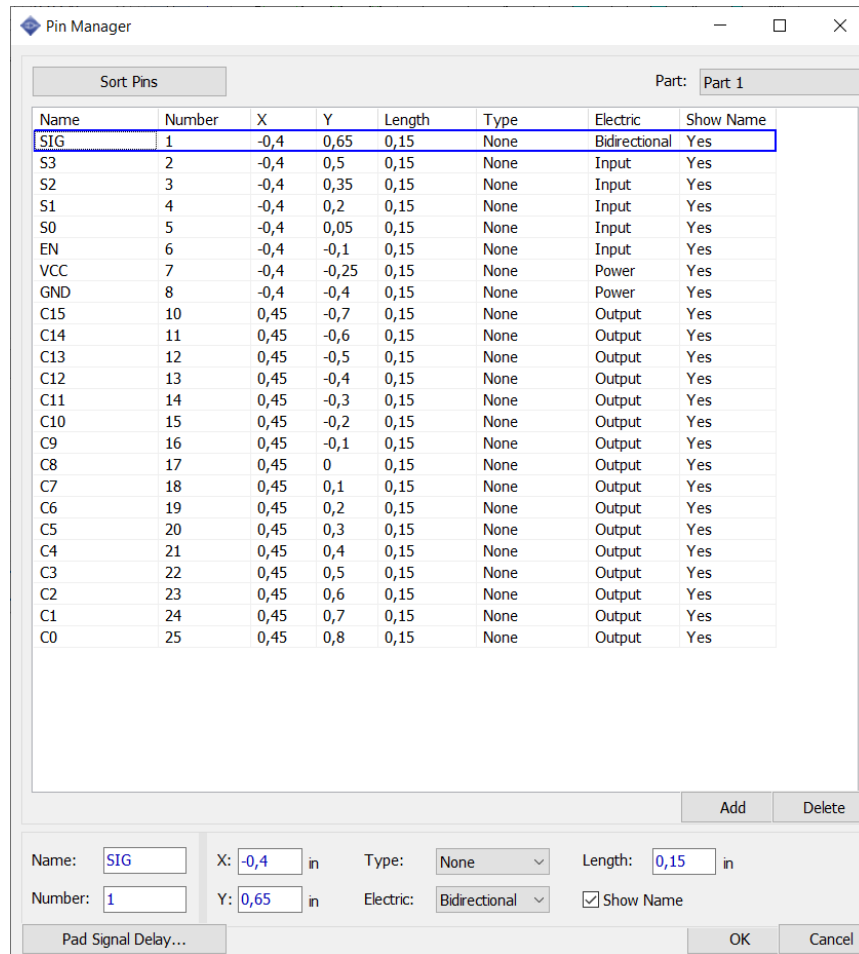 Pin Manager
Sort Pins Part: Part 1
Name Number X Y Length Type Electric Show Name
SIG 1 -0,4 0,65 0,15 None Bidirectional Yes
S3 2 -0,4 0,5 0,15 None Input Yes
S2 3 -0,4 0,35 0,15 None Input Yes
S1 4 -0,4 0,2 0,15 None Input Yes
S0 5 -0,4 0,05 0,15 None Input Yes
EN 6 -0,4 -0,1 0,15 None Input Yes
VCC 7 -0,4 -0,25 0,15 None Power Yes
GND 8 -0,4 -0,4 0,15 None Power Yes
C15 10 0,45 -0,7 0,15 None Output Yes
C14 11 0,45 -0,6 0,15 None Output Yes
C13 12 0,45 -0,5 0,15 None Output Yes
C12 13 0,45 -0,4 0,15 None Output Yes
C11 14 0,45 -0,3 0,15 None Output Yes
C10 15 0,45 -0,2 0,15 None Output Yes
C9 16 0,45 -0,1 0,15 None Output Yes
C8 17 0,45 0 0,15 None Output Yes
C7 18 0,45 0,1 0,15 None Output Yes
C6 19 0,45 0,2 0,15 None Output Yes
C5 20 0,45 0,3 0,15 None Output Yes
C4 21 0,45 0,4 0,15 None Output Yes
C3 22 0,45 0,5 0,15 None Output Yes
C2 23 0,45 0,6 0,15 None Output Yes
C1 24 0,45 0,7 0,15 None Output Yes
C0 25 0,45 0,8 0,15 None Output Yes
Add Delete
Name: SIG X: -0,4 in Type: None Length: 0,15 in
Number: 1 Y: 0,65 in Electric: Bidirectional Show Name
Pad Signal Delay... OK Cancel